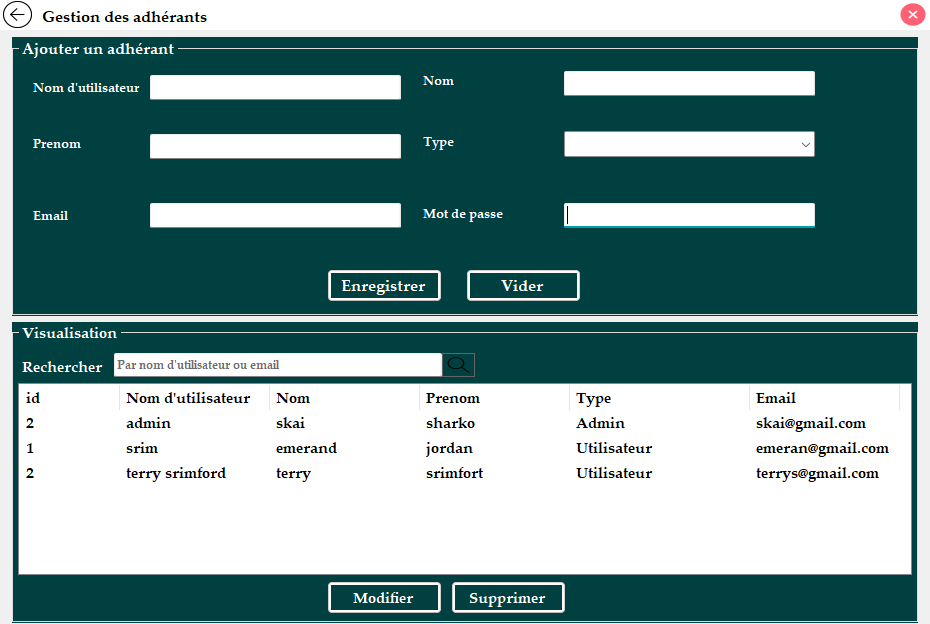 Gestion des adhérants
Ajouter un adhérant
Nom d'utilisateur
Nom
Prenom
Type
Email
Mot de passe
Enregistrer Vider
Visualisation
Rechercher Par nom d'utilisateur ou email
id Nom d'utilisateur Nom Prenom Type Email
2 admin skai sharko Admin skai@gmail.com
1 srim emerand jordan Utilisateur emeran@gmail.com
2 terry srimford terry srimfort Utilisateur terrys@gmail.com
Modifier Supprimer